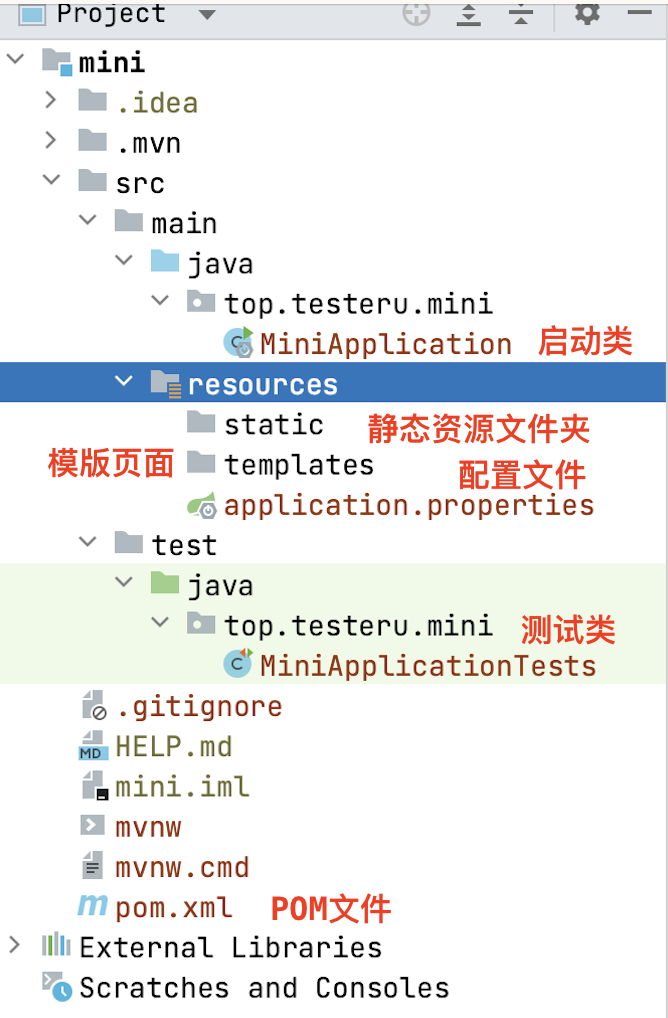 Project
mini
.idea
.mvn
src
main
java
top.testeru.mini
MiniApplication 启动类
resources
static 静态资源文件夹
模版页面 templates 配置文件
application.properties
test
java
top.testeru.mini 测试类
MiniApplicationTests
.gitignore
MD HELP.md
mini.iml
mvnw
mvnw.cmd
m pom.xml POM文件
External Libraries
Scratches and Consoles